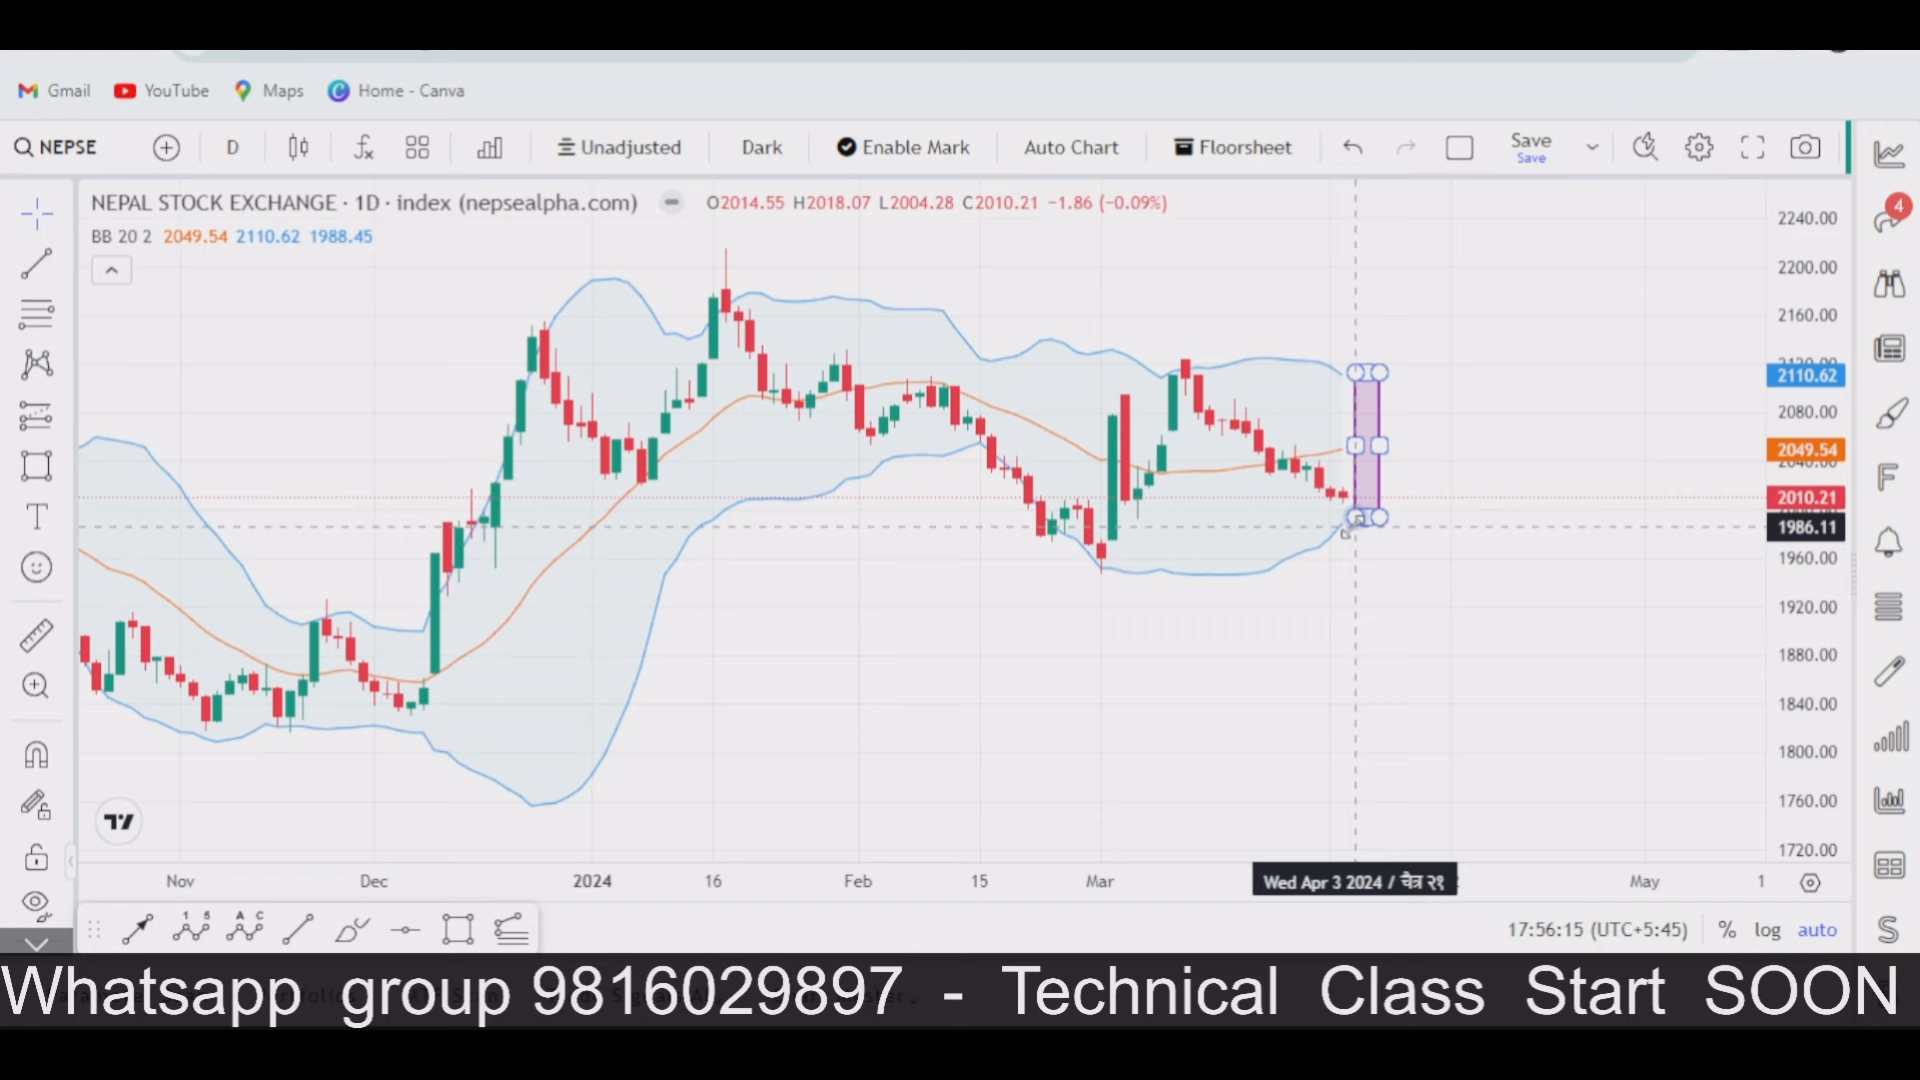 Gmail YouTube Maps Home - Canva
NEPSE D Unadjusted Dark Enable Mark Auto Chart Floorsheet Save
Save
4
NEPAL STOCK EXCHANGE · 1D · index (nepsealpha.com) O2014.55 H2018.07 L2004.28 C2010.21 −1.86 (−0.09%)
BB 20 2 2049.54 2110.62 1988.45
2240.00
2200.00
2160.00
2120.00
2110.62
2080.00
2049.54
2040.00
2010.21
1986.11
1960.00
1920.00
1880.00
1840.00
1800.00
1760.00
1720.00
Nov Dec 2024 16 Feb 15 Mar Wed Apr 3 2024 / चैत्र २१ May 1
17:56:15 (UTC+5:45) % log auto
Whatsapp group 9816029897 - Technical Class Start SOON